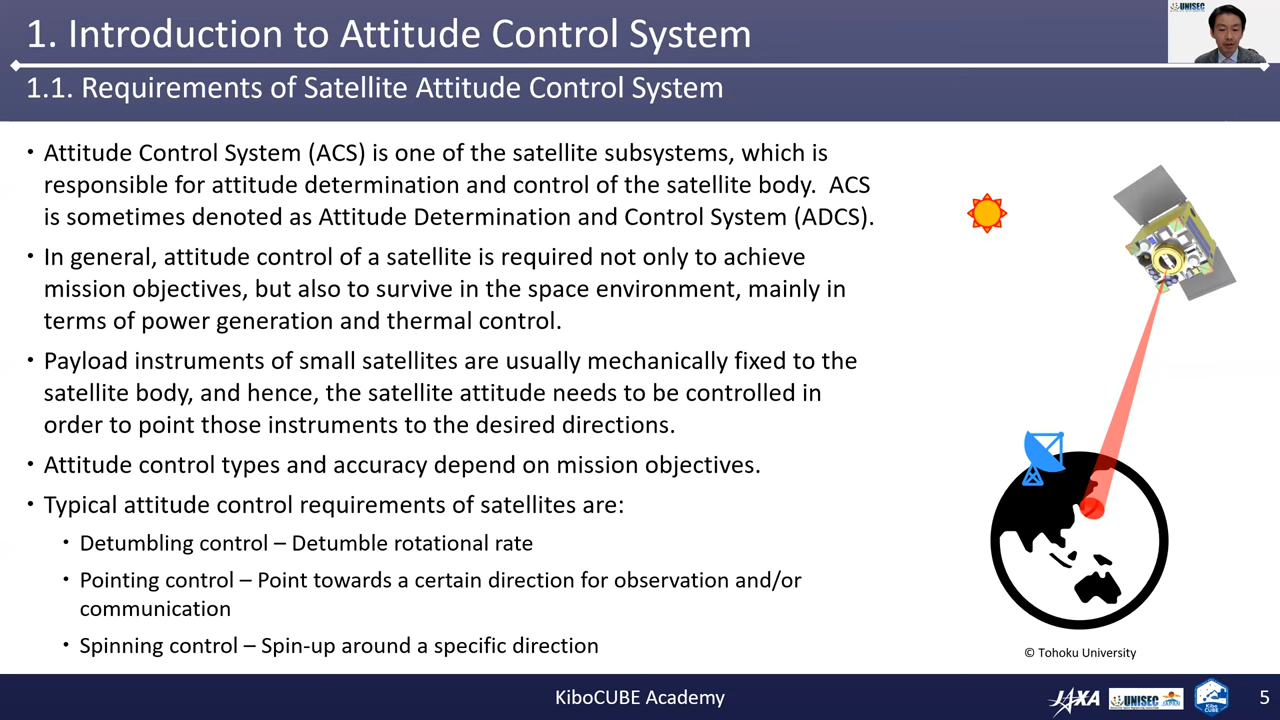 1. Introduction to Attitude Control System
UNISEC
1.1. Requirements of Satellite Attitude Control System
• Attitude Control System (ACS) is one of the satellite subsystems, which is
responsible for attitude determination and control of the satellite body.  ACS
is sometimes denoted as Attitude Determination and Control System (ADCS).
• In general, attitude control of a satellite is required not only to achieve
mission objectives, but also to survive in the space environment, mainly in
terms of power generation and thermal control.
• Payload instruments of small satellites are usually mechanically fixed to the
satellite body, and hence, the satellite attitude needs to be controlled in
order to point those instruments to the desired directions.
• Attitude control types and accuracy depend on mission objectives.
• Typical attitude control requirements of satellites are:
• Detumbling control – Detumble rotational rate
• Pointing control – Point towards a certain direction for observation and/or
communication
• Spinning control – Spin-up around a specific direction
© Tohoku University
KiboCUBE Academy
JAXA
UNISEC
JAPAN
Kibo
CUBE
5